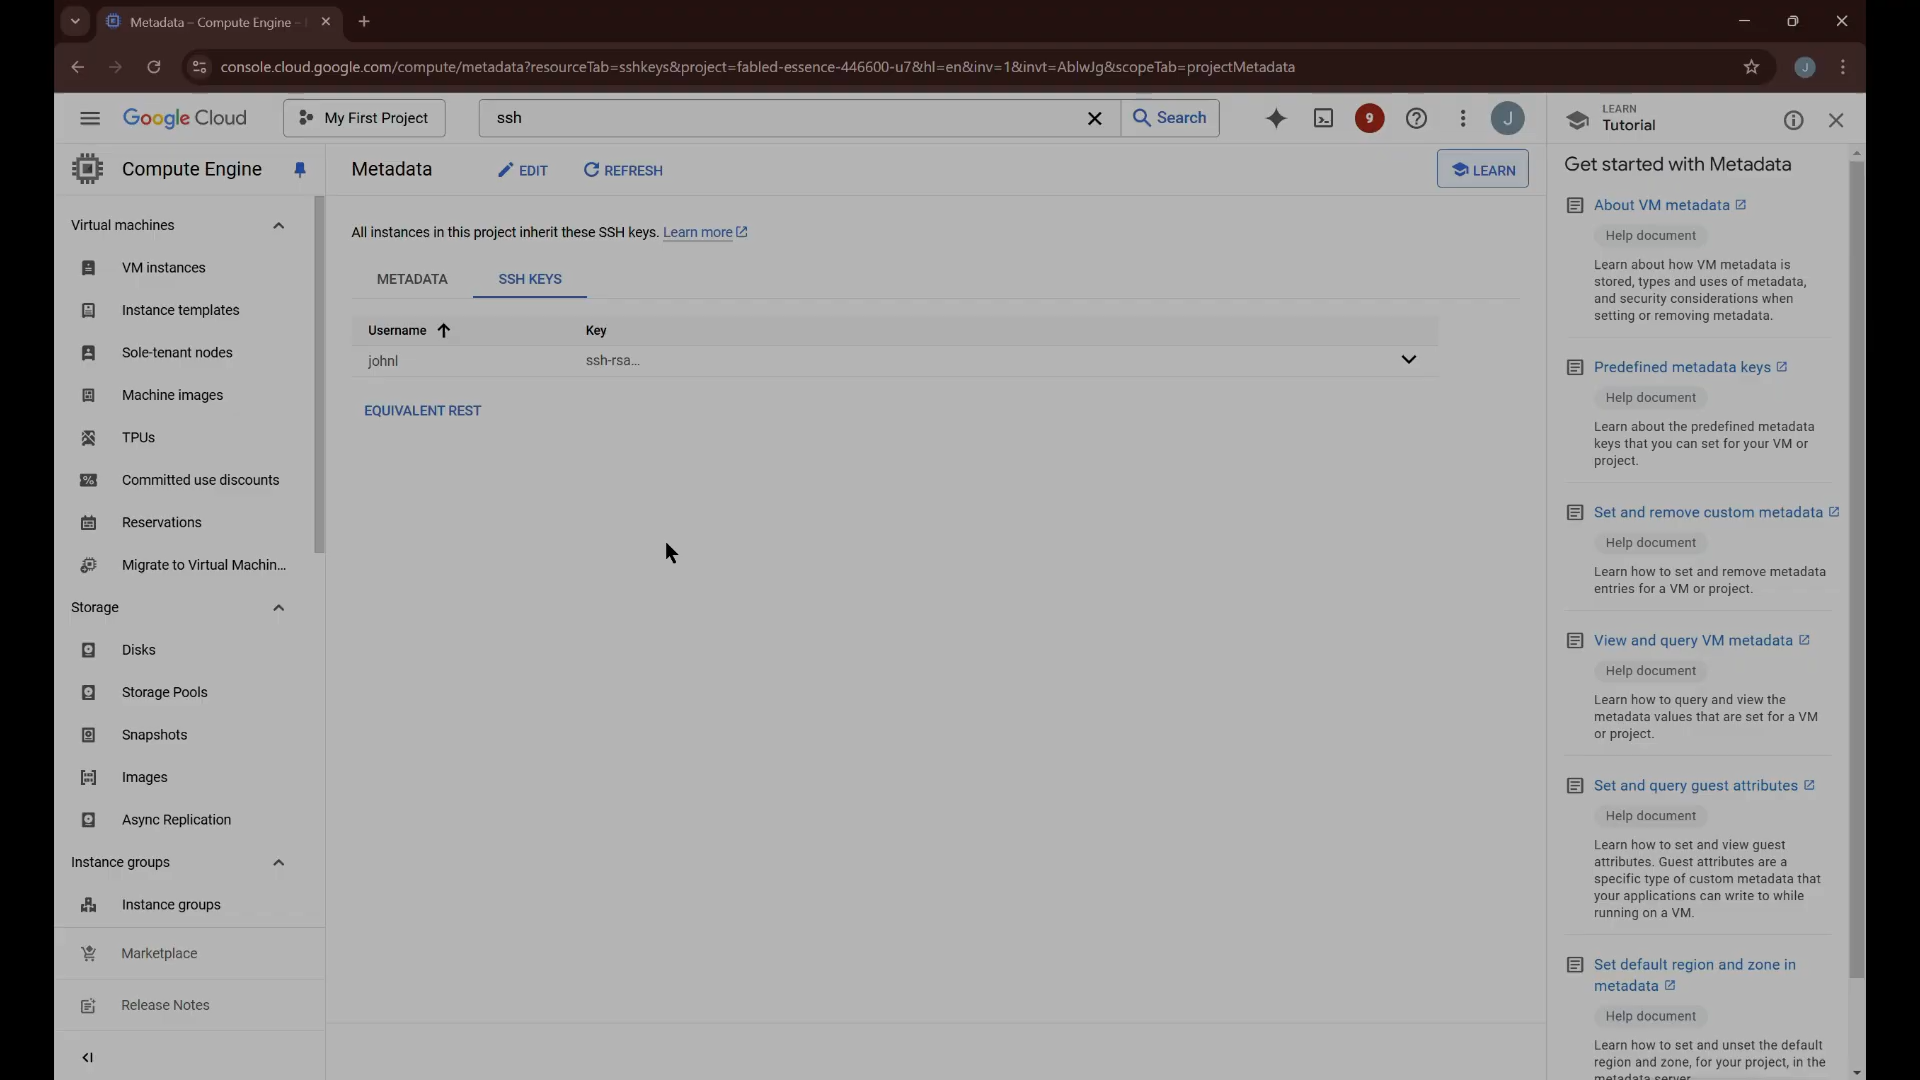 Metadata – Compute Engine –
console.cloud.google.com/compute/metadata?resourceTab=sshkeys&project=fabled-essence-446600-u7&hl=en&inv=1&invt=AblwJg&scopeTab=projectMetadata
J
Google Cloud
My First Project
ssh
Search
9
J
LEARN
Tutorial
Compute Engine
Metadata
EDIT
REFRESH
LEARN
Virtual machines
VM instances
Instance templates
Sole-tenant nodes
Machine images
TPUs
Committed use discounts
Reservations
Migrate to Virtual Machin...
Storage
Disks
Storage Pools
Snapshots
Images
Async Replication
Instance groups
Instance groups
Marketplace
Release Notes
All instances in this project inherit these SSH keys. Learn more
METADATA
SSH KEYS
Username
Key
johnl
ssh-rsa...
EQUIVALENT REST
Get started with Metadata
About VM metadata
Help document
Learn about how VM metadata is
stored, types and uses of metadata,
and security considerations when
setting or removing metadata.
Predefined metadata keys
Help document
Learn about the predefined metadata
keys that you can set for your VM or
project.
Set and remove custom metadata
Help document
Learn how to set and remove metadata
entries for a VM or project.
View and query VM metadata
Help document
Learn how to query and view the
metadata values that are set for a VM
or project.
Set and query guest attributes
Help document
Learn how to set and view guest
attributes. Guest attributes are a
specific type of custom metadata that
your applications can write to while
running on a VM.
Set default region and zone in
metadata
Help document
Learn how to set and unset the default
region and zone, for your project, in the
metadata server